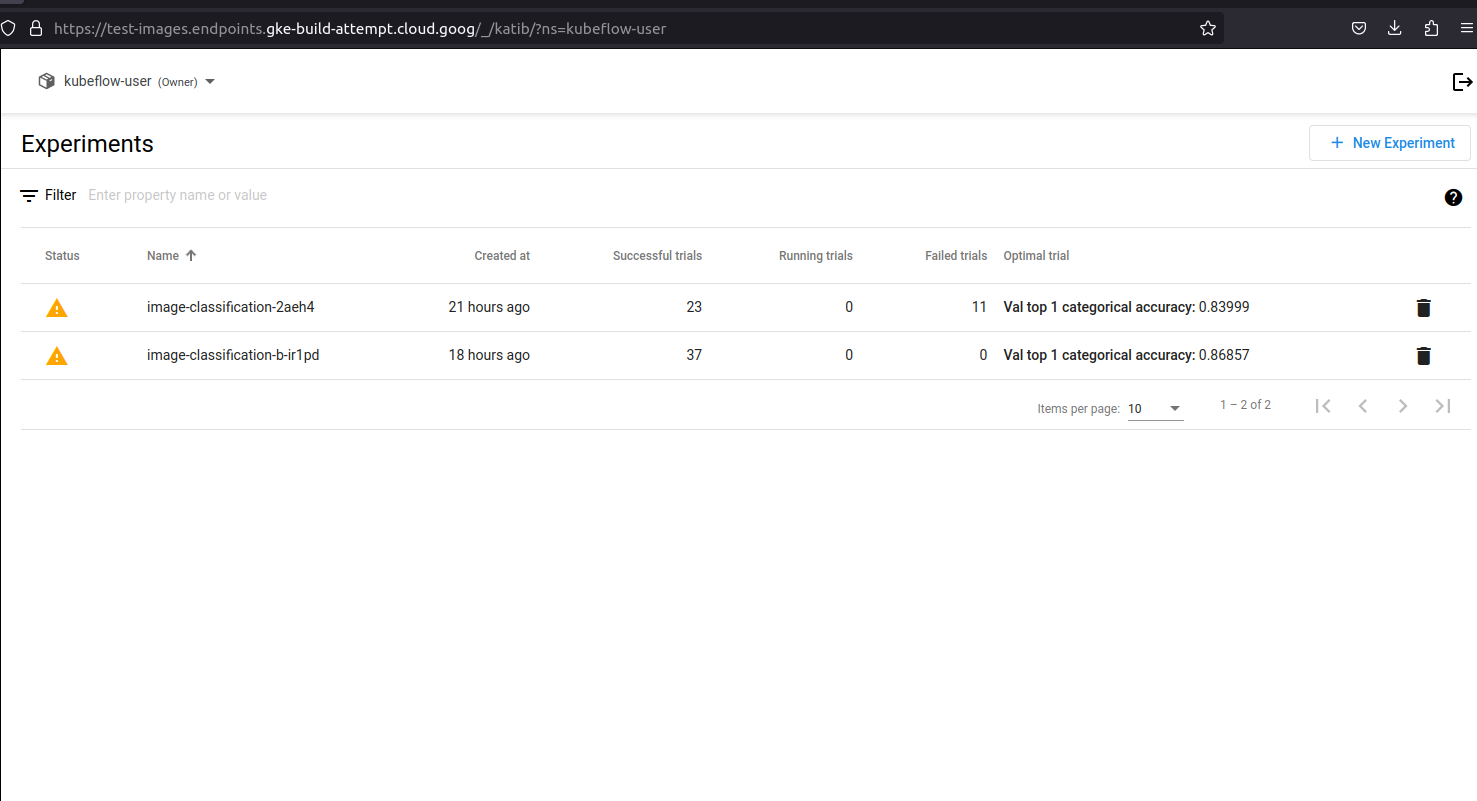 https://test-images.endpoints.gke-build-attempt.cloud.goog/_/katib/?ns=kubeflow-user
kubeflow-user (Owner)
Experiments
+ New Experiment
Filter Enter property name or value
Status Name Created at Successful trials Running trials Failed trials Optimal trial
image-classification-2aeh4 21 hours ago 23 0 11 Val top 1 categorical accuracy: 0.83999
image-classification-b-ir1pd 18 hours ago 37 0 0 Val top 1 categorical accuracy: 0.86857
Items per page: 10 1 – 2 of 2